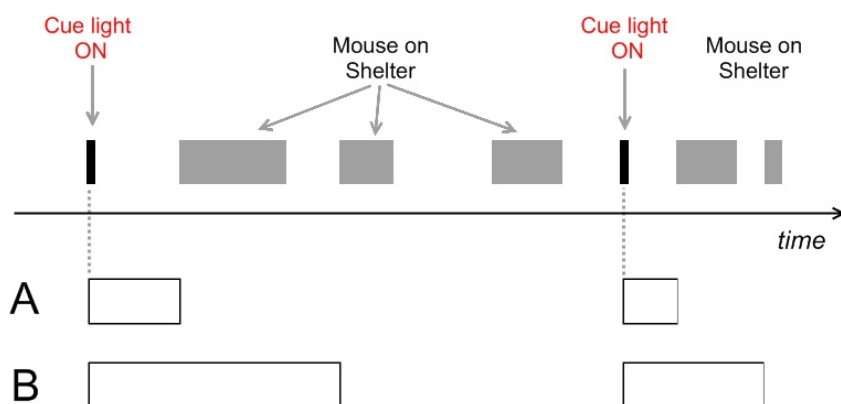 Cue light
ON
Mouse on
Shelter
Cue light
ON
Mouse on
Shelter
time
A
B